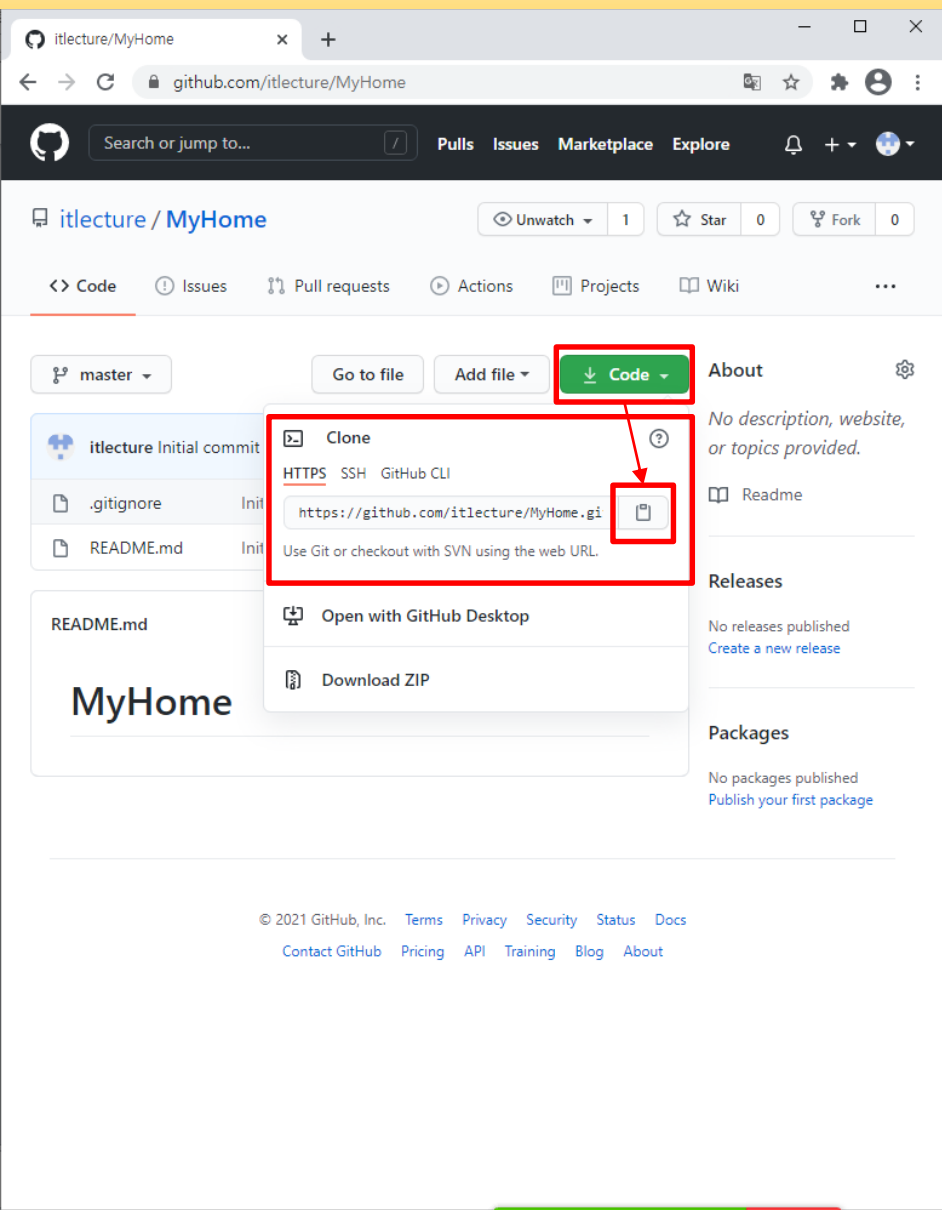 itlecture/MyHome
github.com/itlecture/MyHome
Search or jump to... / Pulls Issues Marketplace Explore
itlecture / MyHome Unwatch 1 Star 0 Fork 0
<> Code Issues Pull requests Actions Projects Wiki ...
master Go to file Add file Code About
No description, website,
or topics provided.
Readme
itlecture Initial commit
.gitignore Init
README.md Init
Clone
HTTPS SSH GitHub CLI
https://github.com/itlecture/MyHome.gi
Use Git or checkout with SVN using the web URL.
Open with GitHub Desktop
Download ZIP
README.md
MyHome
Releases
No releases published
Create a new release
Packages
No packages published
Publish your first package
© 2021 GitHub, Inc. Terms Privacy Security Status Docs
Contact GitHub Pricing API Training Blog About